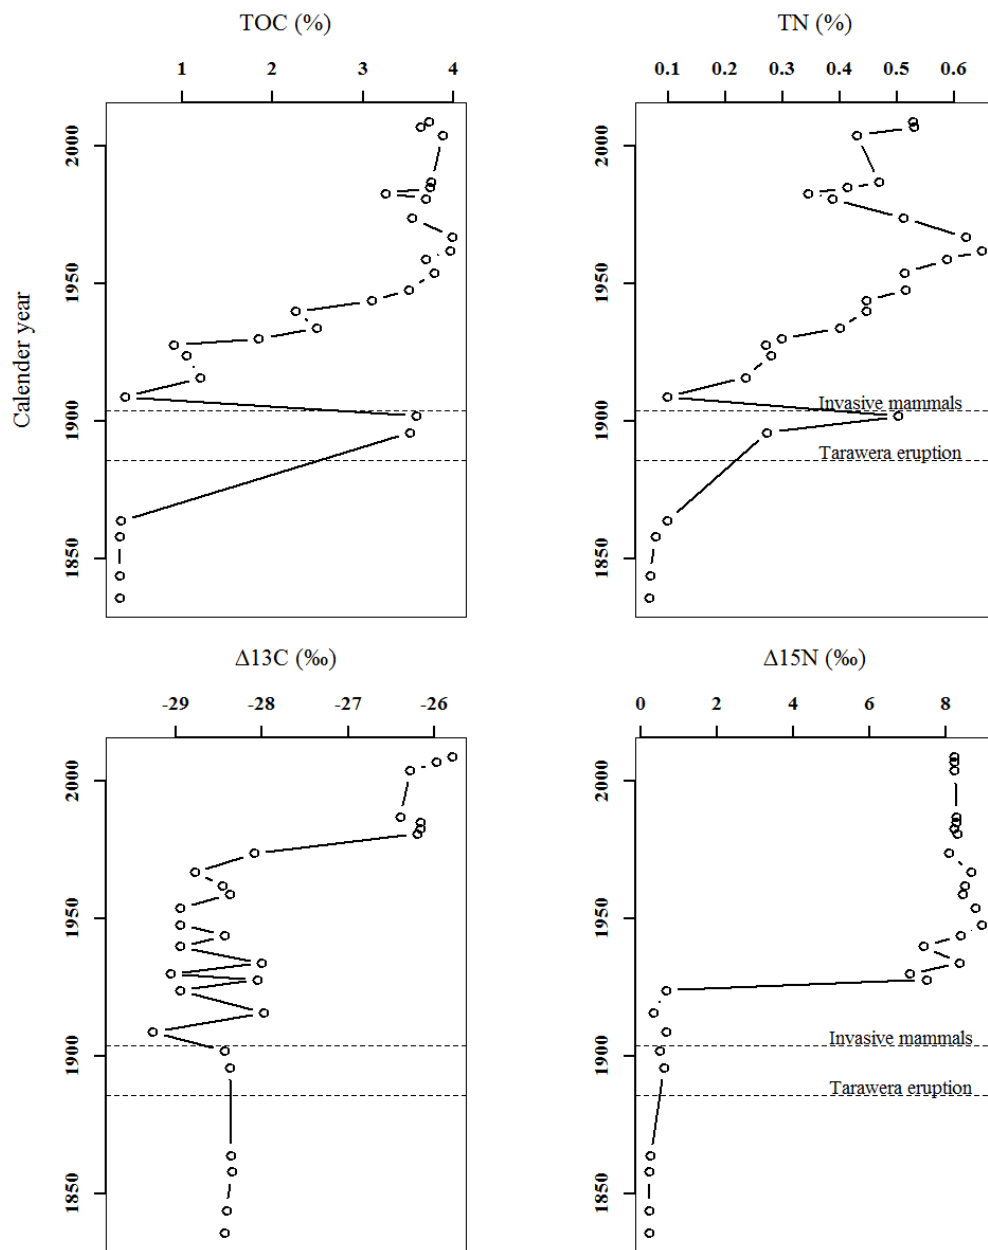 TOC (%)
TN (%)
1 2 3 4
0.1 0.2 0.3 0.4 0.5 0.6
Calender year
2000
1950
1900
1850
2000
1950
1900
1850
Invasive mammals
Tarawera eruption
Δ13C (‰)
Δ15N (‰)
-29 -28 -27 -26
0 2 4 6 8
2000
1950
1900
1850
2000
1950
1900
1850
Invasive mammals
Tarawera eruption